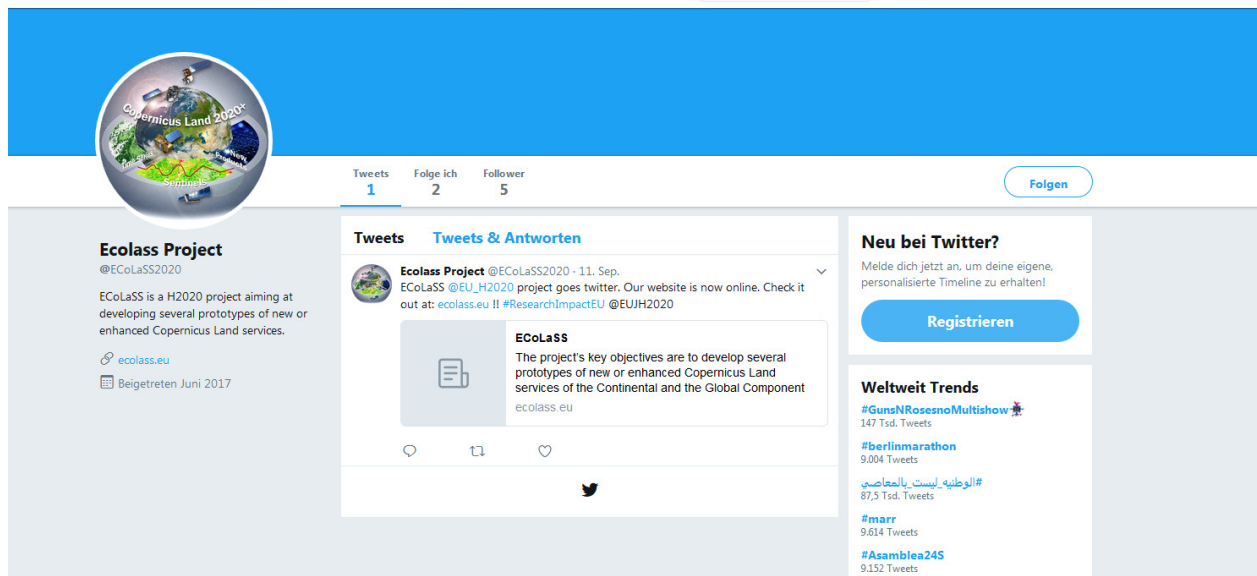 Copernicus Land 2020+
New
Products
Sentinels
Tweets
1
Folge ich
2
Follower
5
Folgen
Ecolass Project
@ECoLaSS2020
ECoLaSS is a H2020 project aiming at
developing several prototypes of new or
enhanced Copernicus Land services.
ecolass.eu
Beigetreten Juni 2017
Tweets Tweets & Antworten
Ecolass Project @ECoLaSS2020 · 11. Sep.
ECoLaSS @EU_H2020 project goes twitter. Our website is now online. Check it
out at: ecolass.eu !! #ResearchImpactEU @EUJH2020
ECoLaSS
The project's key objectives are to develop several
prototypes of new or enhanced Copernicus Land
services of the Continental and the Global Component
ecolass.eu
Neu bei Twitter?
Melde dich jetzt an, um deine eigene,
personalisierte Timeline zu erhalten!
Registrieren
Weltweit Trends
#GunsNRosesnoMultishow
147 Tsd. Tweets
#berlinmarathon
9.004 Tweets
#الوطنيه_ليست_بالمعاصي
87,5 Tsd. Tweets
#marr
9.614 Tweets
#Asamblea24S
9.152 Tweets